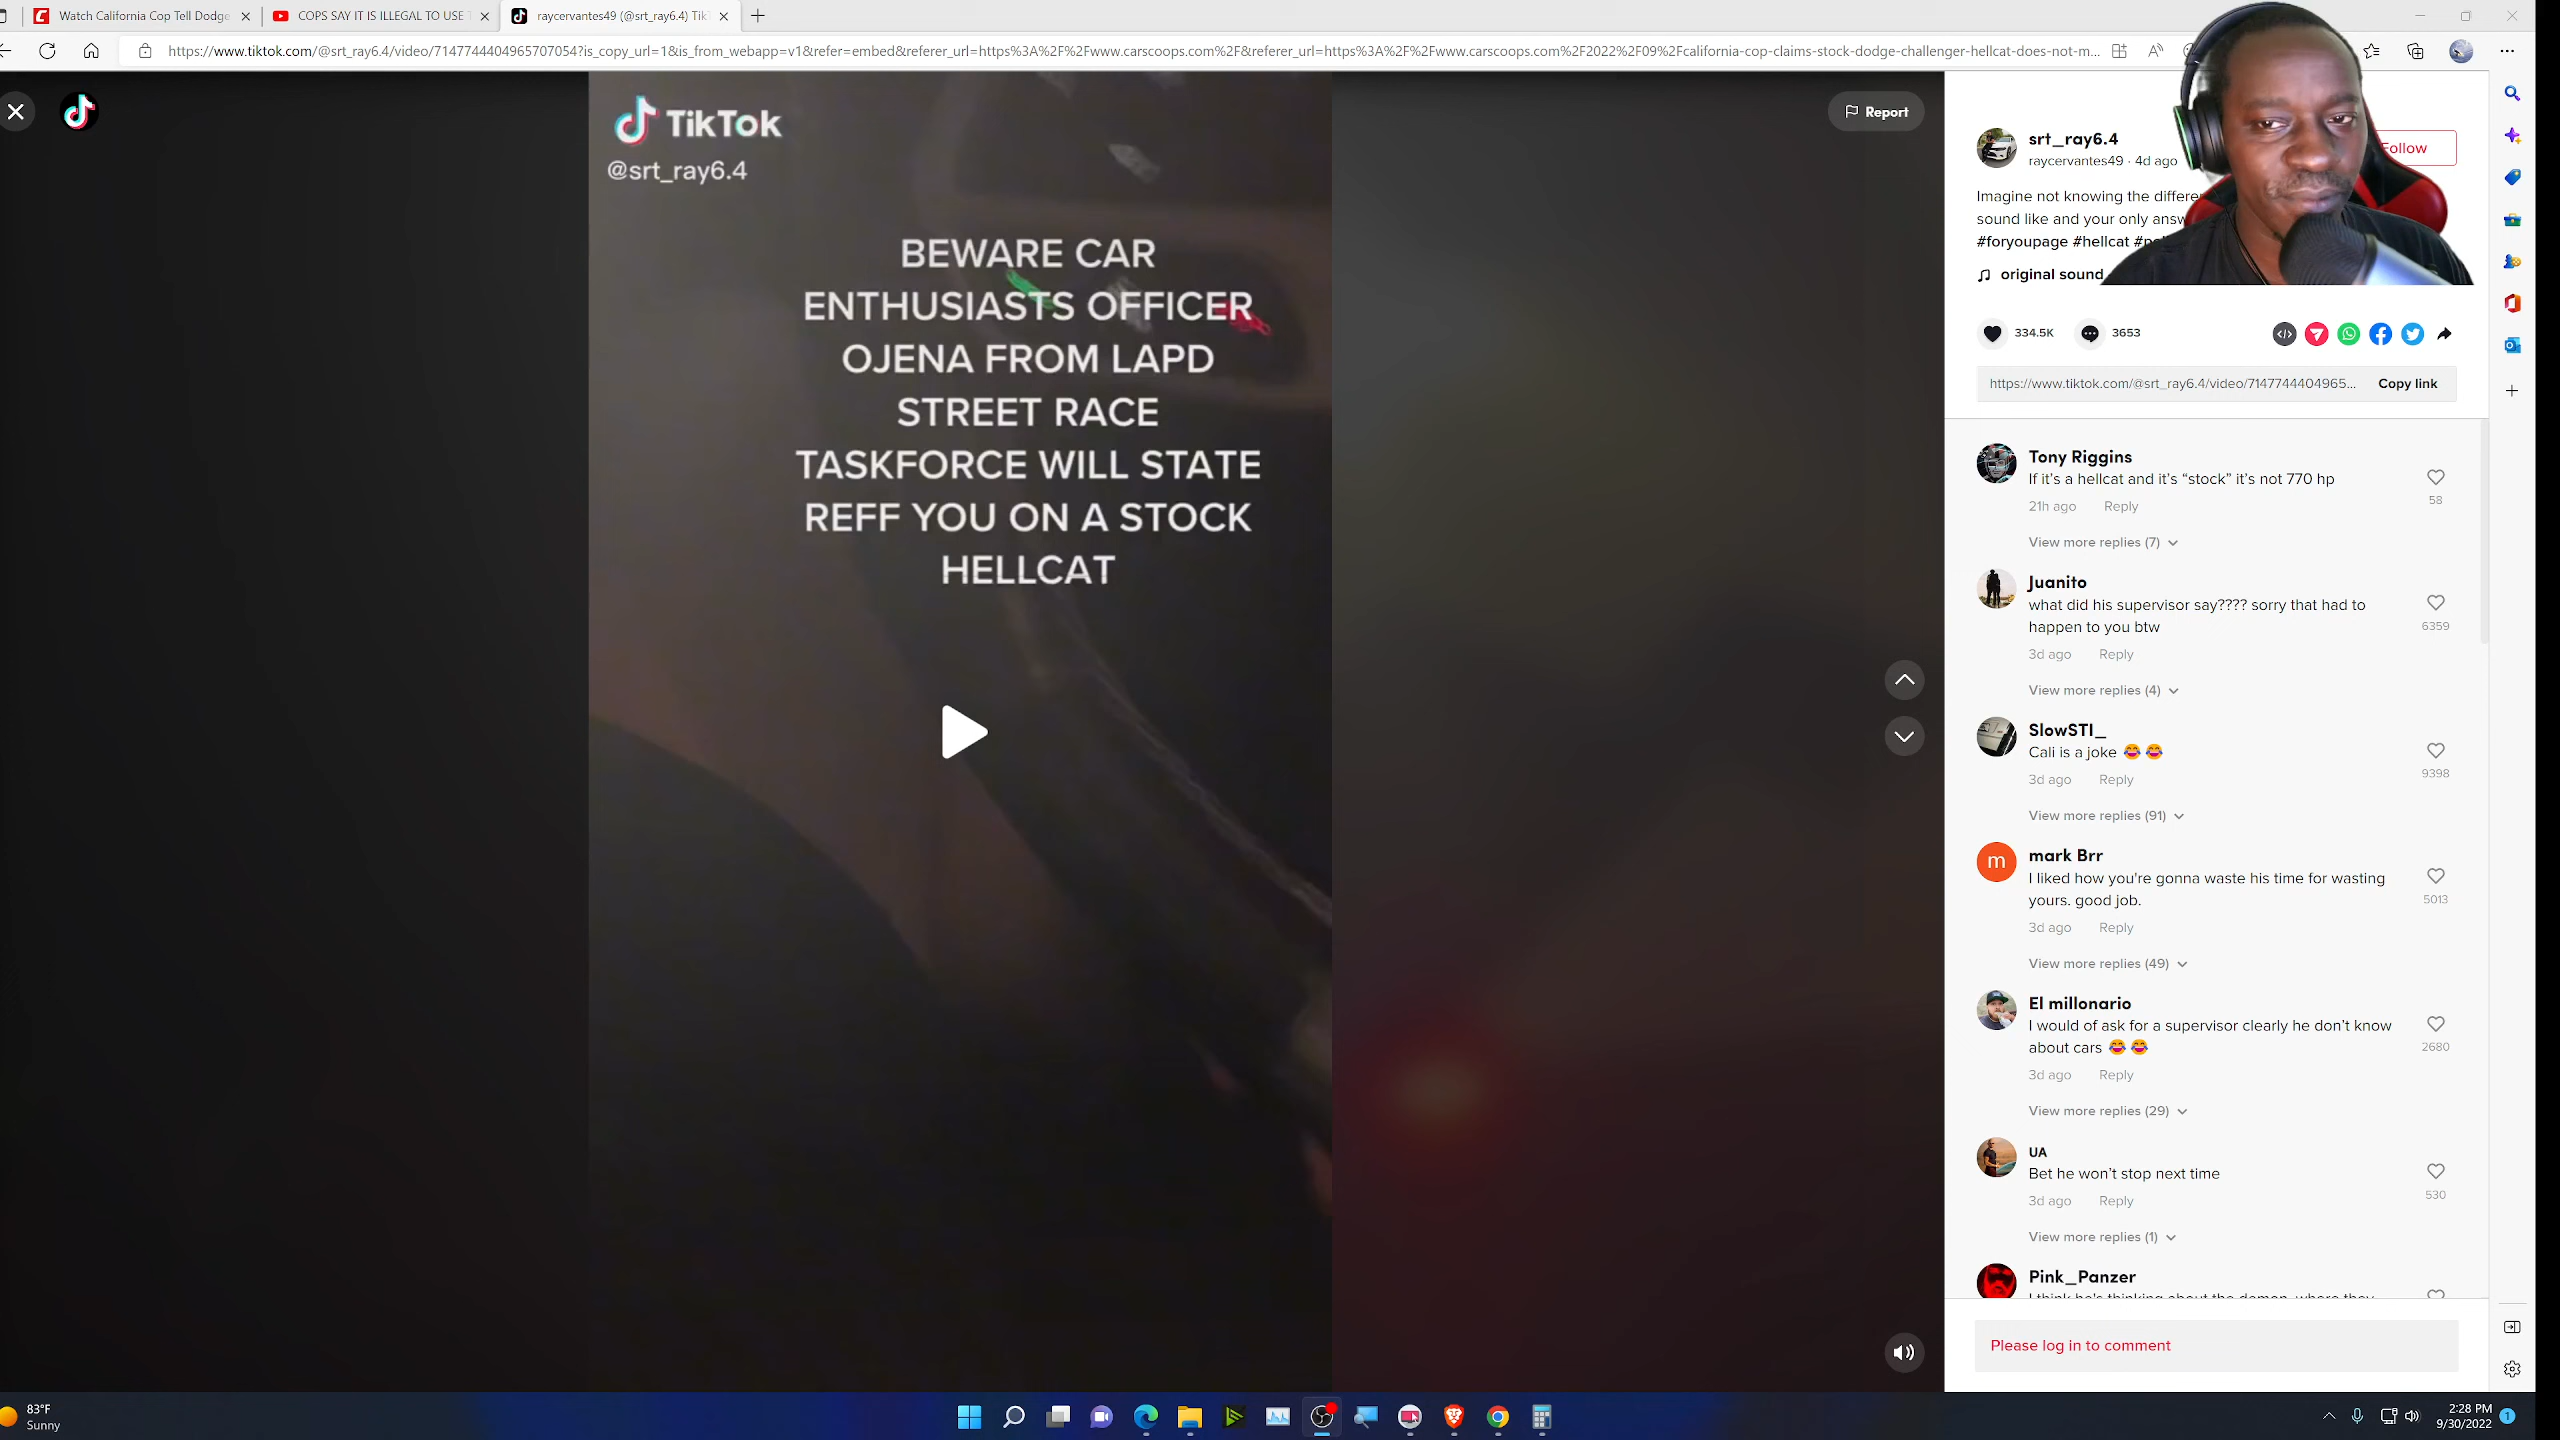 Watch California Cop Tell Dodge
COPS SAY IT IS ILLEGAL TO USE
raycervantes49 (@srt_ray6.4) Tik
https://www.tiktok.com/@srt_ray6.4/video/7147744404965707054?is_copy_url=1&is_from_webapp=v1&refer=embed&referer_url=https%3A%2F%2Fwww.carscoops.com%2F&referer_url=https%3A%2F%2Fwww.carscoops.com%2F2022%2F09%2Fcalifornia-cop-claims-stock-dodge-challenger-hellcat-does-not-m...
TikTok
@srt_ray6.4
BEWARE CAR
ENTHUSIASTS OFFICER
OJENA FROM LAPD
STREET RACE
TASKFORCE WILL STATE
REFF YOU ON A STOCK
HELLCAT
Report
srt_ray6.4
raycervantes49 · 4d ago
Follow
Imagine not knowing the
sound like and your only
#foryoupage #hellcat
original sound
334.5K
3653
https://www.tiktok.com/@srt_ray6.4/video/7147744404965...
Copy link
Tony Riggins
If it's a hellcat and it's “stock” it's not 770 hp
58
21h ago Reply
View more replies (7)
Juanito
what did his supervisor say???? sorry that had to
happen to you btw
6359
3d ago Reply
View more replies (4)
SlowSTI_
Cali is a joke 😂 😂
9398
3d ago Reply
View more replies (91)
m
mark Brr
I liked how you're gonna waste his time for wasting
yours. good job.
5013
3d ago Reply
View more replies (49)
El millonario
I would of ask for a supervisor clearly he don't know
about cars 😂 😂
2680
3d ago Reply
View more replies (29)
UA
Bet he won't stop next time
530
3d ago Reply
View more replies (1)
Pink_Panzer
I think he's thinking about the demon, where they
Please log in to comment
83°F
Sunny
2:28 PM
9/30/2022
1